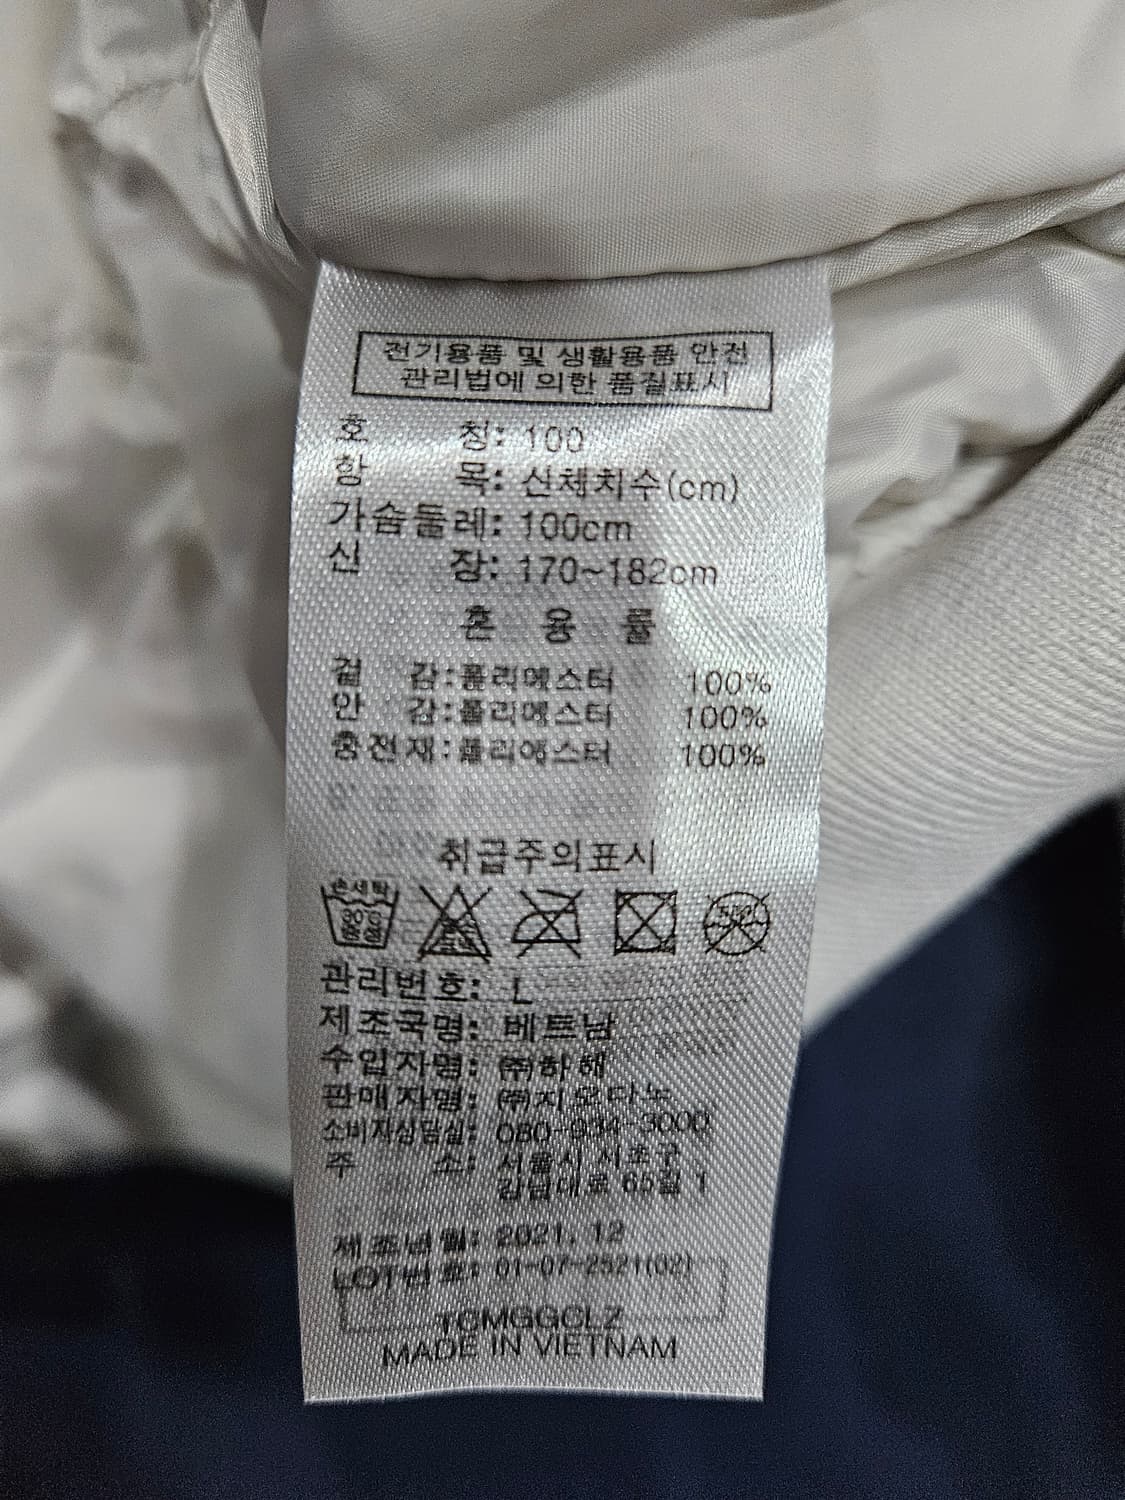 전기용품 및 생활용품 안전
관리법에 의한 품질표시
호 칭: 100
항 목: 신체치수(cm)
가슴둘레: 100cm
신 장: 170~182cm
혼 용 률
겉 감:폴리에스터 100%
안 감:폴리에스터 100%
충전재:폴리에스터 100%
취급주의표시
손세탁
30°C
중성
관리번호: L
제조국명: 베트남
수입자명: (주)하해
판매자명: (주)지오다노
소비자상담실: 080-934-3000
주 소: 서울시 서초구
강남대로 65길 1
제조년월: 2021. 12
LOT번호: 01-07-2521(02)
MADE IN VIETNAM